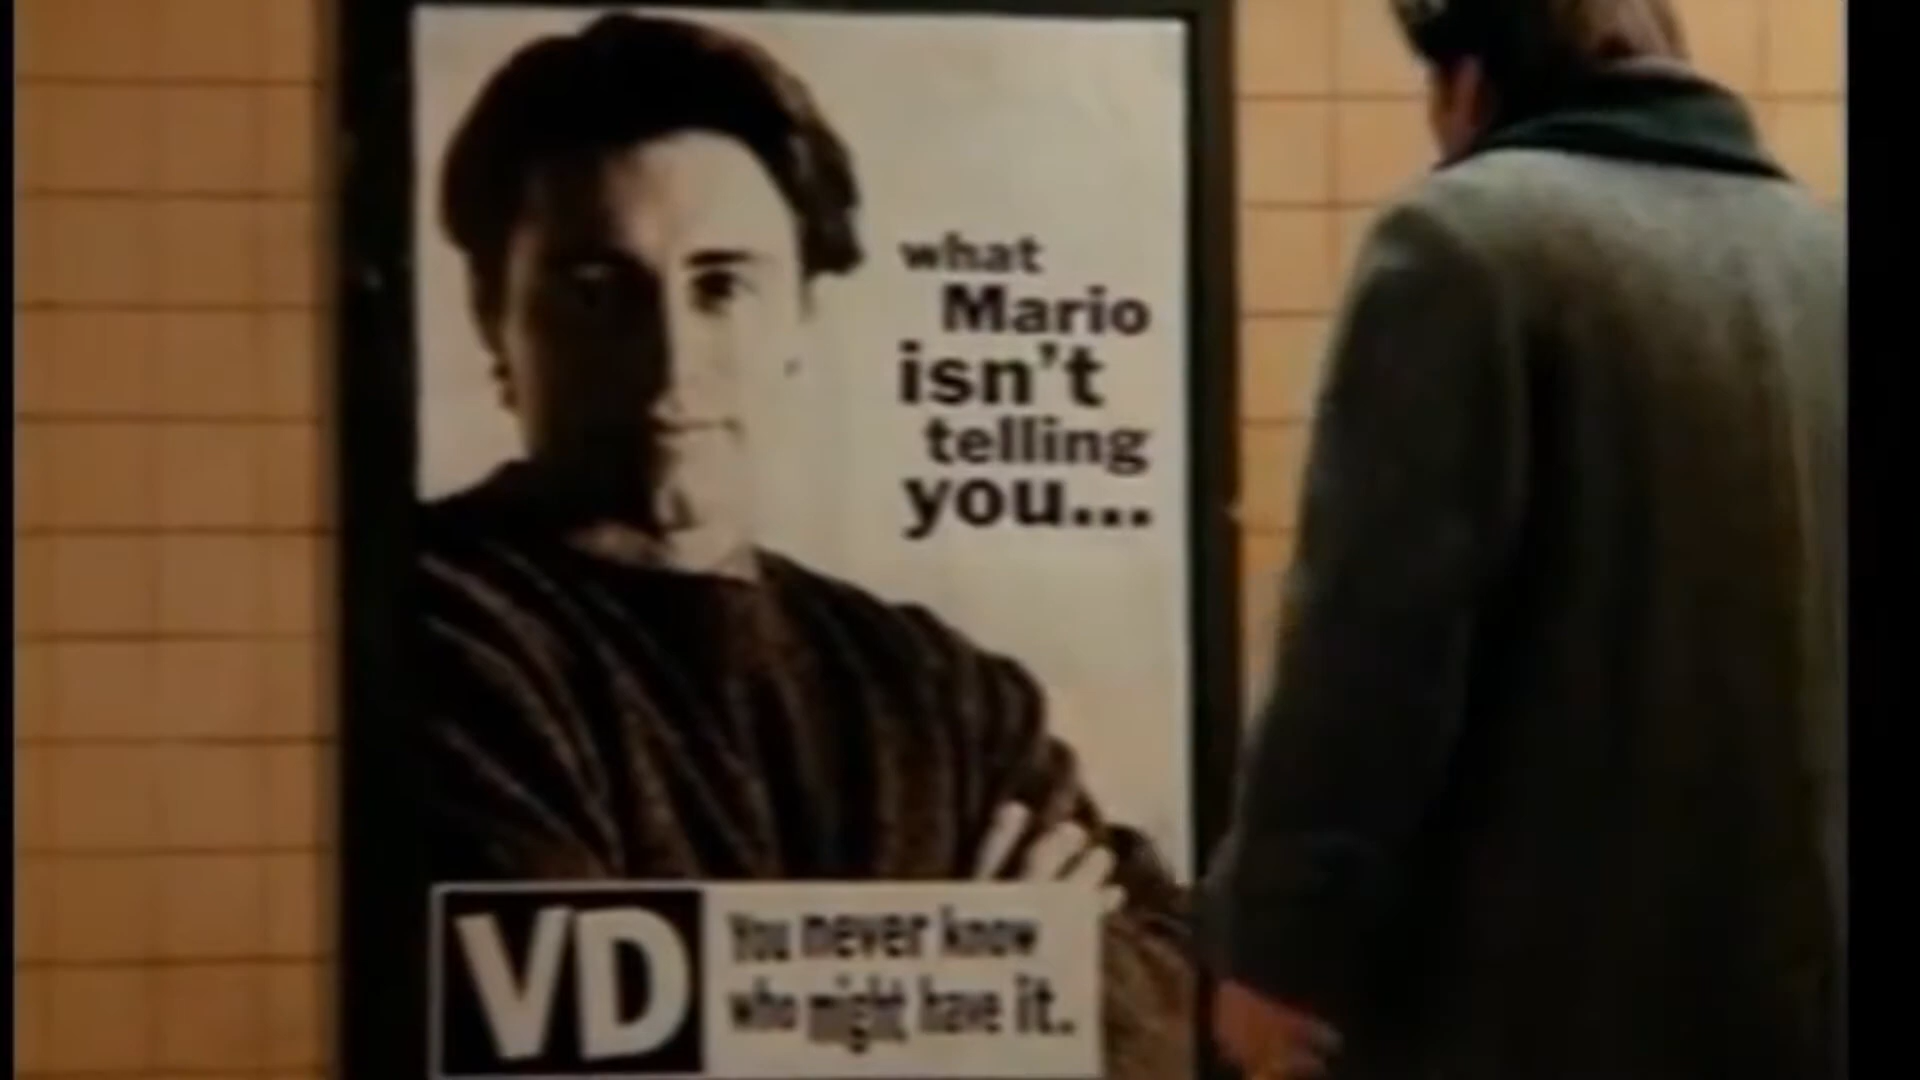 what
Mario
isn't
telling
you...
VD
You never know
who might have it.